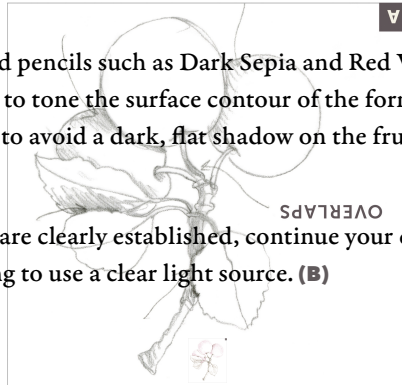 A
d pencils such as Dark Sepia and Red V
to tone the surface contour of the for
to avoid a dark, flat shadow on the fru
OVERLAPS
are clearly established, continue your
ng to use a clear light source. (B)